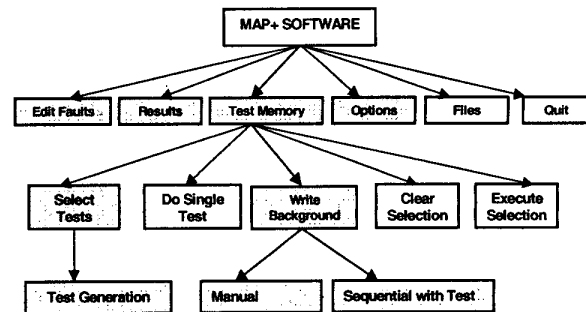 MAP+ SOFTWARE
Edit Faults
Results
Test Memory
Options
Files
Quit
Select
Tests
Do Single
Test
Write
Background
Clear
Selection
Execute
Selection
Test Generation
Manual
Sequential with Test